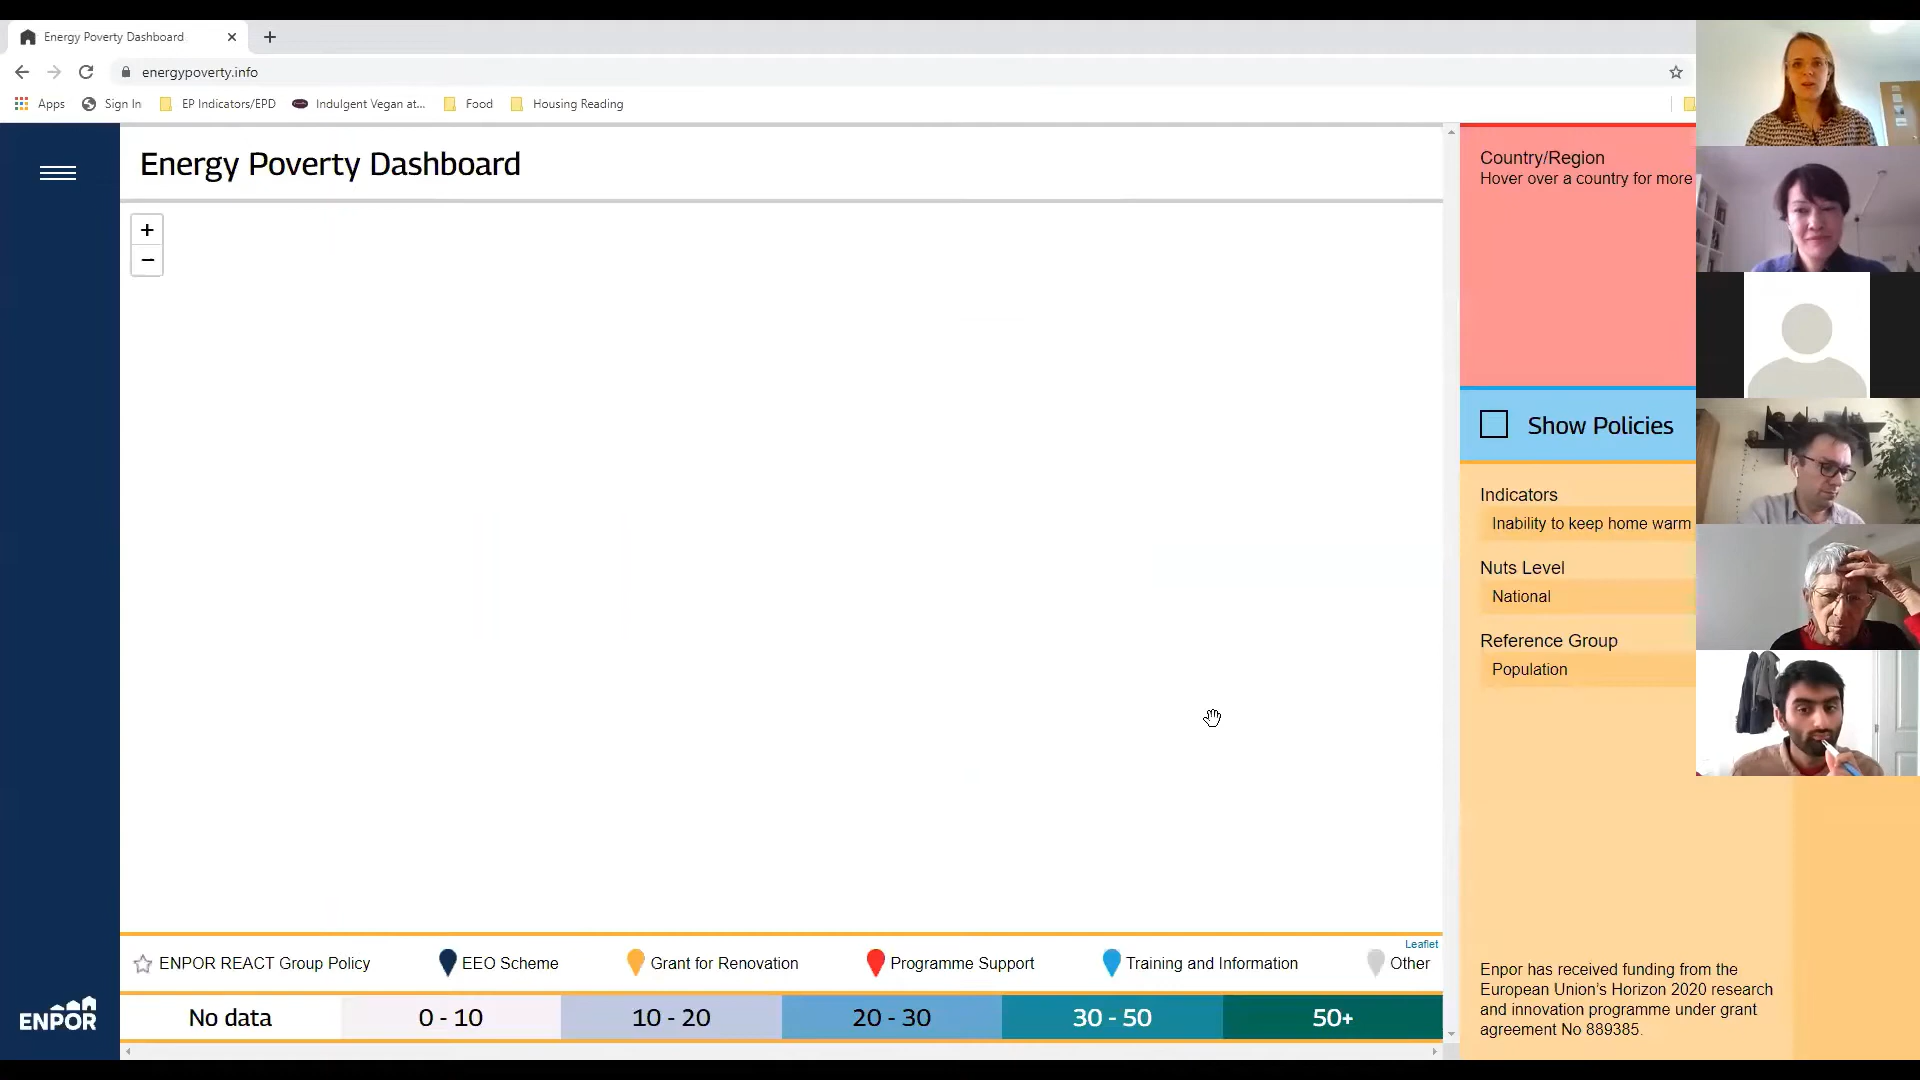 Energy Poverty Dashboard
energypoverty.info
Apps
Sign In
EP Indicators/EPD
Indulgent Vegan at...
Food
Housing Reading
Energy Poverty Dashboard
+
−
Country/Region
Hover over a country for more
Show Policies
Indicators
Inability to keep home warm
Nuts Level
National
Reference Group
Population
Leaflet
ENPOR REACT Group Policy
EEO Scheme
Grant for Renovation
Programme Support
Training and Information
Other
No data
0 - 10
10 - 20
20 - 30
30 - 50
50+
ENPOR
Enpor has received funding from the
European Union's Horizon 2020 research
and innovation programme under grant
agreement No 889385.